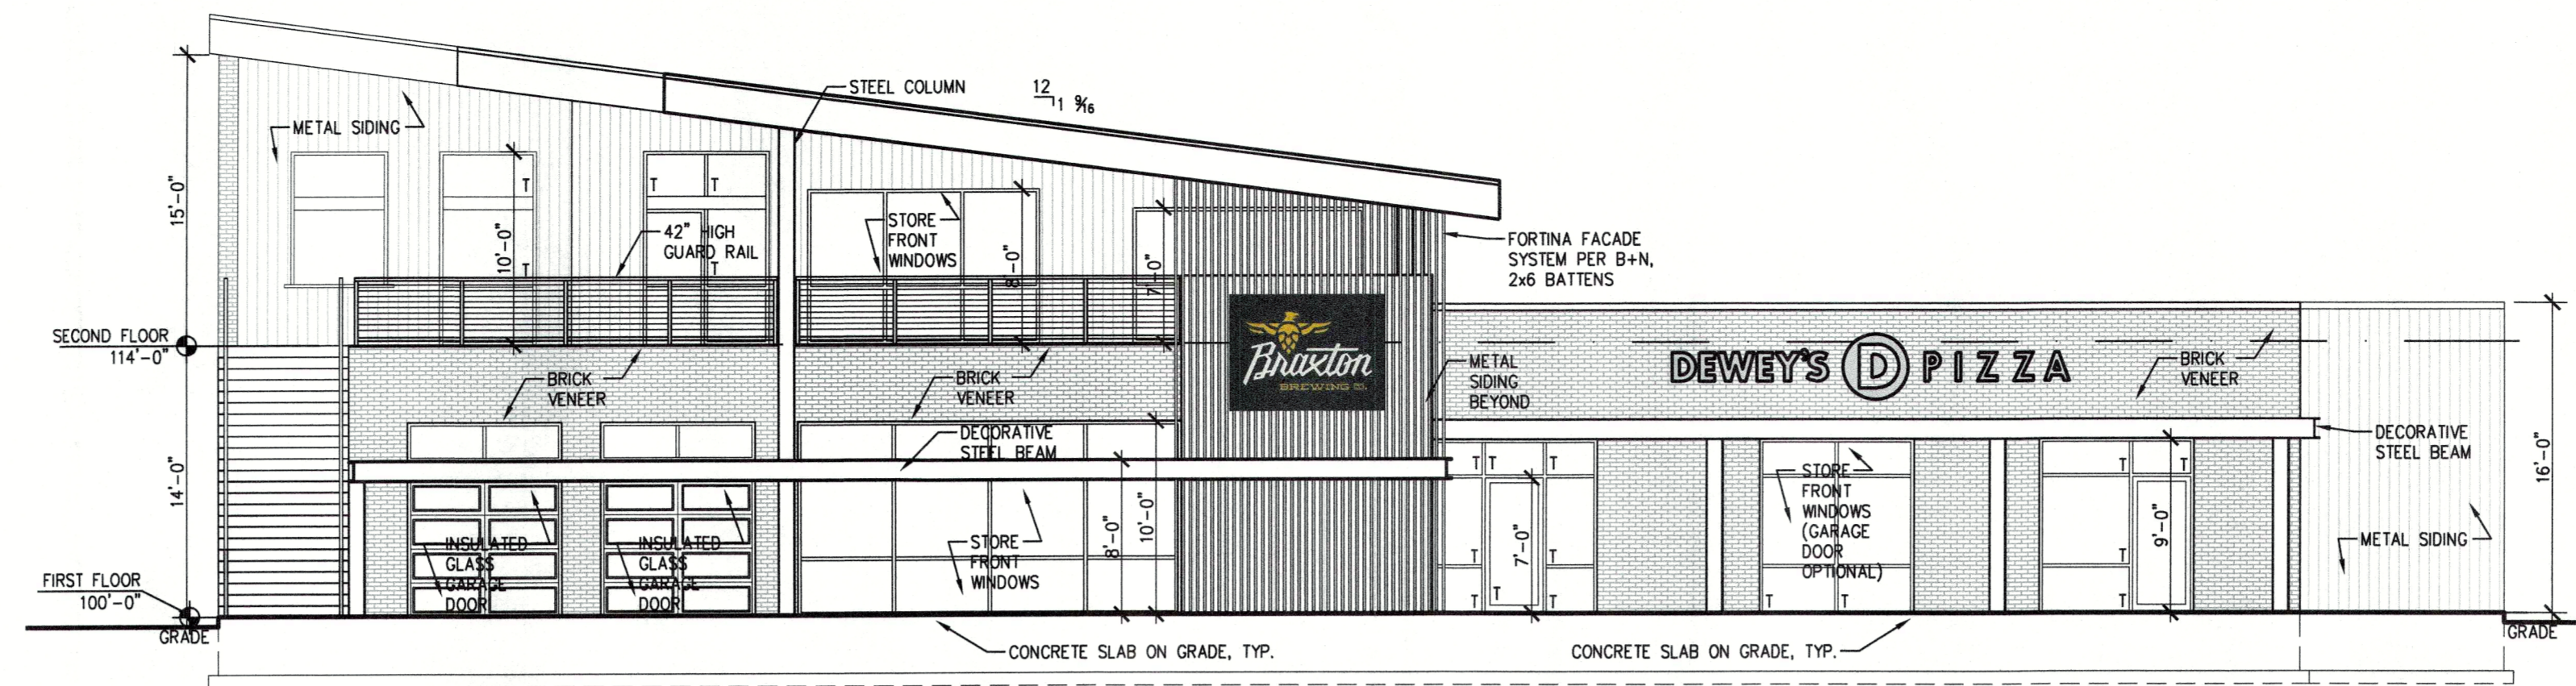 STEEL COLUMN
12
1 9/16
METAL SIDING
15'-0"
T
T
T
10'-0"
42" HIGH
GUARD RAIL
T
T
STORE
FRONT
WINDOWS
8'-0"
7'-0"
FORTINA FACADE
SYSTEM PER B+N,
2x6 BATTENS
SECOND FLOOR
114'-0"
BRICK
VENEER
BRICK
VENEER
Braxton
BREWING CO.
METAL
SIDING
BEYOND
DEWEY'S D PIZZA
BRICK
VENEER
DECORATIVE
STEEL BEAM
DECORATIVE
STEEL BEAM
16'-0"
14'-0"
INSULATED
GLASS
GARAGE
DOOR
INSULATED
GLASS
GARAGE
DOOR
STORE
FRONT
WINDOWS
8'-0"
10'-0"
T T T
7'-0"
T T
T T T
STORE
FRONT
WINDOWS
(GARAGE
DOOR
OPTIONAL)
T T
T T
T
T
9'-0"
METAL SIDING
FIRST FLOOR
100'-0"
GRADE
CONCRETE SLAB ON GRADE, TYP.
CONCRETE SLAB ON GRADE, TYP.
GRADE